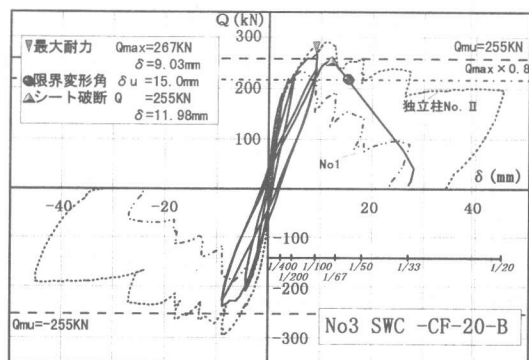 Q(kN)
▽最大耐力 Qmax=267KN
δ=9.03mm
●限界変形角 δu=15.0mm
△シート破断 Q =255KN
δ=11.98mm
300
Qmu=255KN
Qmax×0.8
200
独立柱No.Ⅱ
100
No1
δ(mm)
-40
-20
20
40
-100
1/400
1/200
1/100
1/67
1/50
1/33
1/20
-200
Qmu=-255KN
-300
No3 SWC -CF-20-B